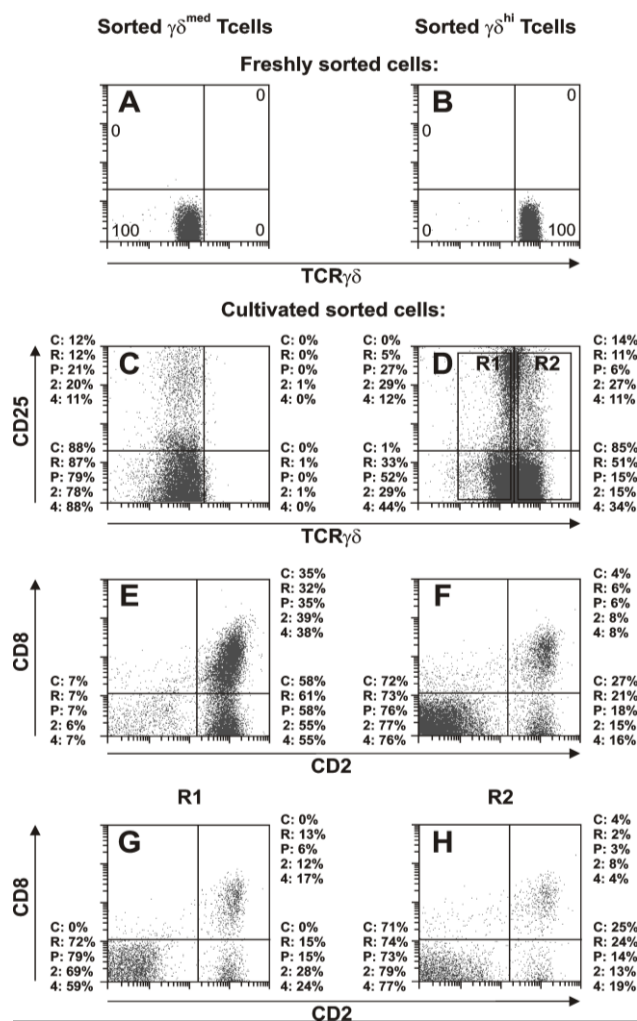 Sorted γδmed Tcells
Sorted γδhi Tcells
Freshly sorted cells:
A
0
0
100
0
B
0
0
0
100
TCRγδ
Cultivated sorted cells:
CD25
C: 12%
R: 12%
P: 21%
2: 20%
4: 11%
C: 88%
R: 87%
P: 79%
2: 78%
4: 88%
C
C: 0%
R: 0%
P: 0%
2: 1%
4: 0%
C: 0%
R: 1%
P: 0%
2: 1%
4: 0%
C: 0%
R: 5%
P: 27%
2: 29%
4: 12%
C: 1%
R: 33%
P: 52%
2: 29%
4: 44%
D
R1
R2
C: 14%
R: 11%
P: 6%
2: 27%
4: 11%
C: 85%
R: 51%
P: 15%
2: 15%
4: 34%
TCRγδ
CD8
C: 7%
R: 7%
P: 7%
2: 6%
4: 7%
E
C: 35%
R: 32%
P: 35%
2: 39%
4: 38%
C: 58%
R: 61%
P: 58%
2: 55%
4: 55%
C: 72%
R: 73%
P: 76%
2: 77%
4: 76%
F
C: 4%
R: 6%
P: 6%
2: 8%
4: 8%
C: 27%
R: 21%
P: 18%
2: 15%
4: 16%
CD2
R1
R2
CD8
C: 0%
R: 72%
P: 79%
2: 69%
4: 59%
G
C: 0%
R: 13%
P: 6%
2: 12%
4: 17%
C: 0%
R: 15%
P: 15%
2: 28%
4: 24%
C: 71%
R: 74%
P: 73%
2: 79%
4: 77%
H
C: 4%
R: 2%
P: 3%
2: 8%
4: 4%
C: 25%
R: 24%
P: 14%
2: 13%
4: 19%
CD2